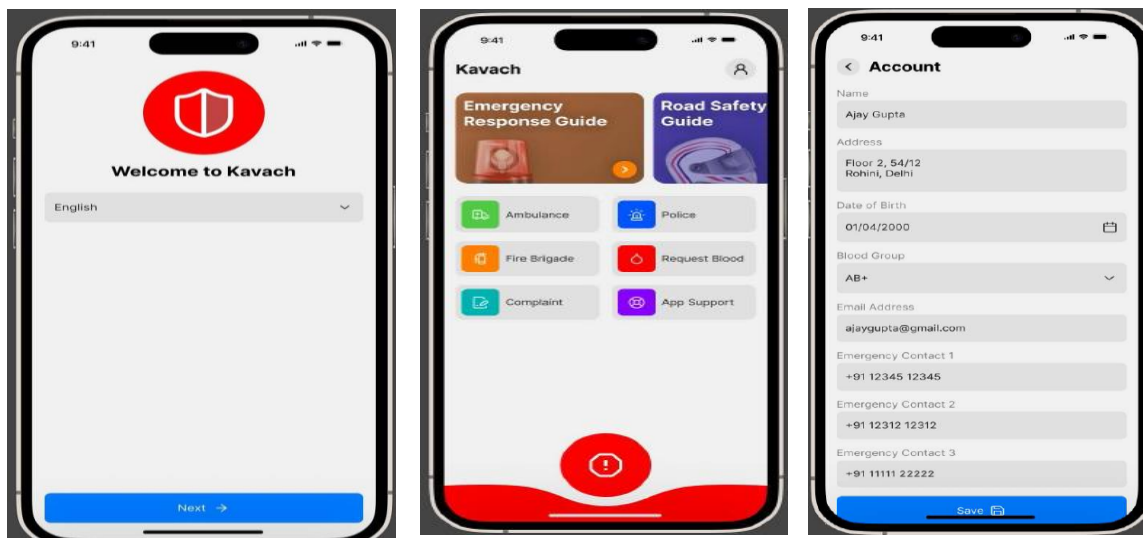 9:41
Welcome to Kavach
English
Next →
9:41
Kavach
Emergency
Response Guide
Road Safety
Guide
Ambulance
Police
Fire Brigade
Request Blood
Complaint
App Support
9:41
Account
Name
Ajay Gupta
Address
Floor 2, 54/12
Rohini, Delhi
Date of Birth
01/04/2000
Blood Group
AB+
Email Address
ajaygupta@gmail.com
Emergency Contact 1
+91 12345 12345
Emergency Contact 2
+91 12312 12312
Emergency Contact 3
+91 11111 22222
Save